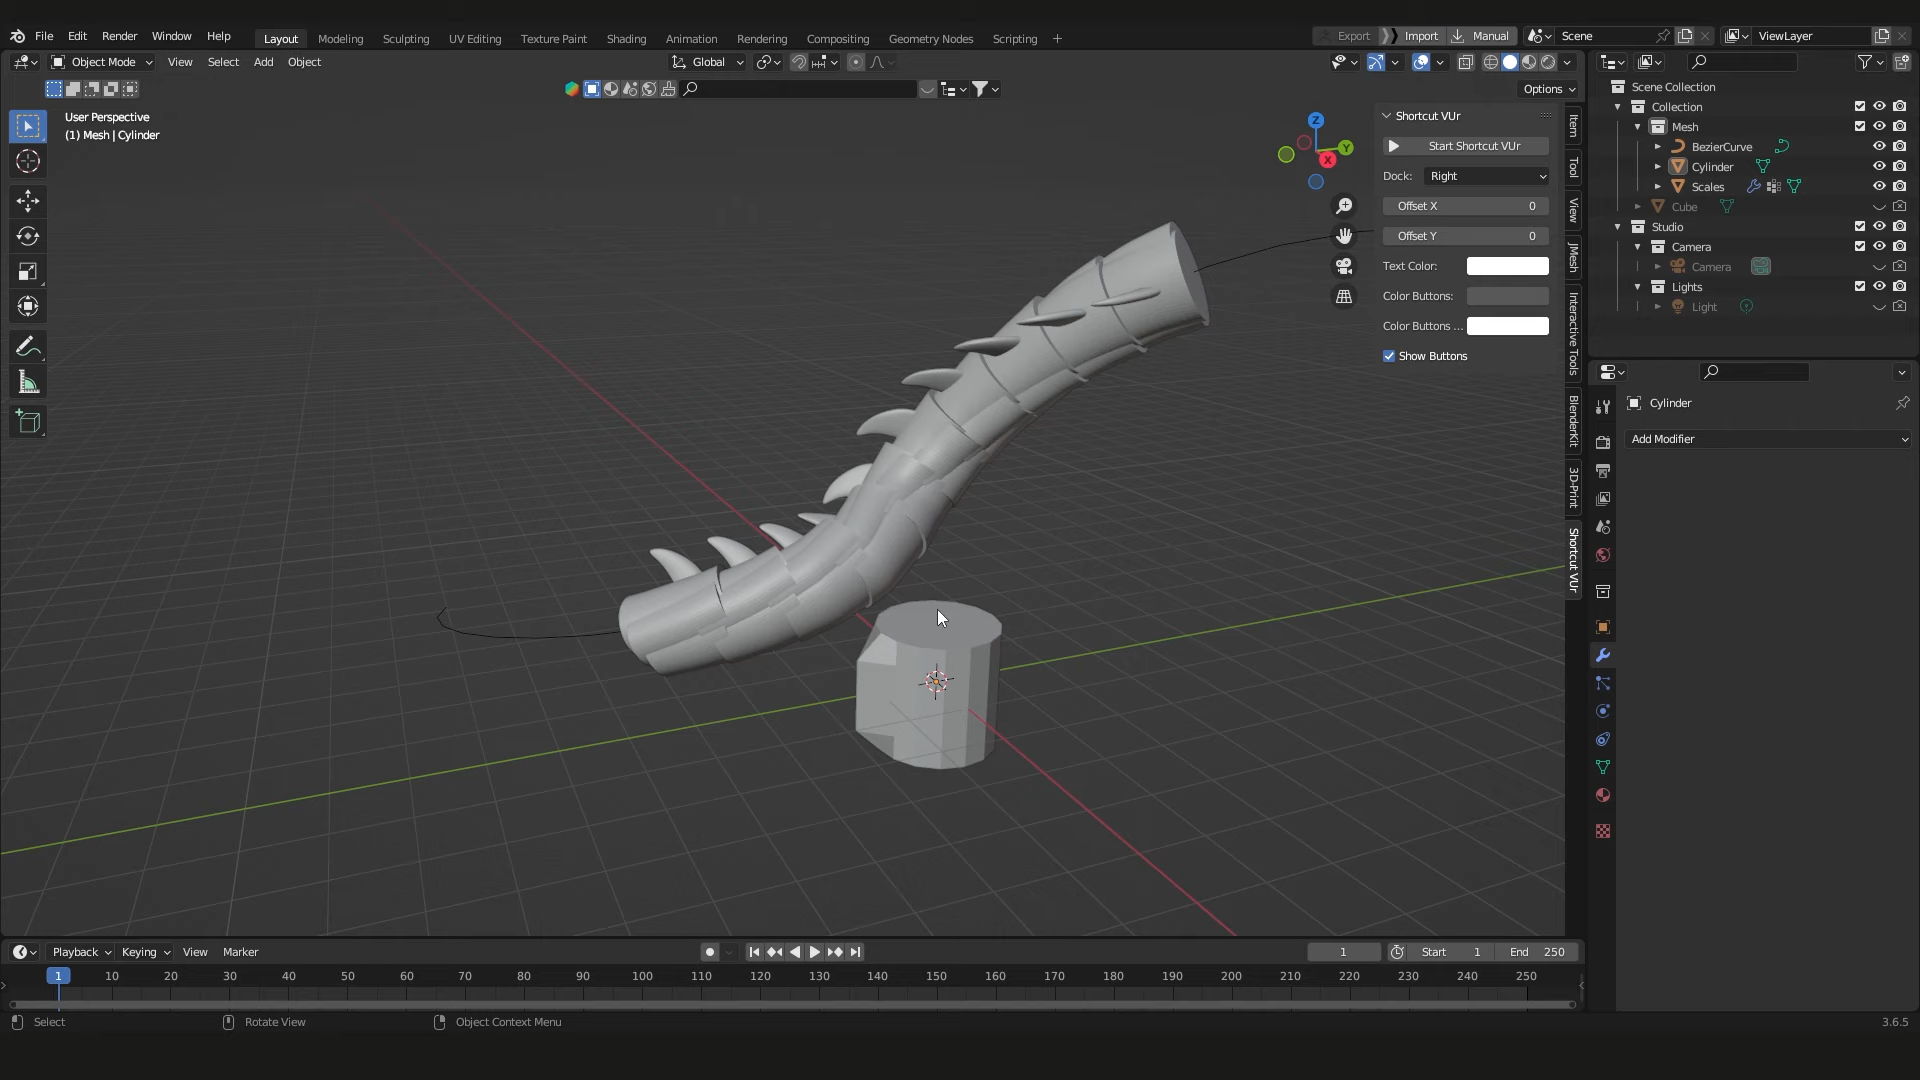 File Edit Render Window Help Layout Modeling Sculpting UV Editing Texture Paint Shading Animation Rendering Compositing Geometry Nodes Scripting + Export Import Manual Scene ViewLayer
Object Mode View Select Add Object Global
Options
User Perspective
(1) Mesh | Cylinder
Z
Y
X
Shortcut VUr
Start Shortcut VUr
Dock: Right
Offset X 0
Offset Y 0
Text Color:
Color Buttons:
Color Buttons ...
Show Buttons
Item
Tool
View
JMesh
Interactive Tools
BlenderKit
3D-Print
Shortcut VUr
Scene Collection
Collection
Mesh
BezierCurve
Cylinder
Scales
Cube
Studio
Camera
Camera
Lights
Light
Cylinder
Add Modifier
Playback Keying View Marker 1 Start 1 End 250
1 10 20 30 40 50 60 70 80 90 100 110 120 130 140 150 160 170 180 190 200 210 220 230 240 250
Select Rotate View Object Context Menu 3.6.5